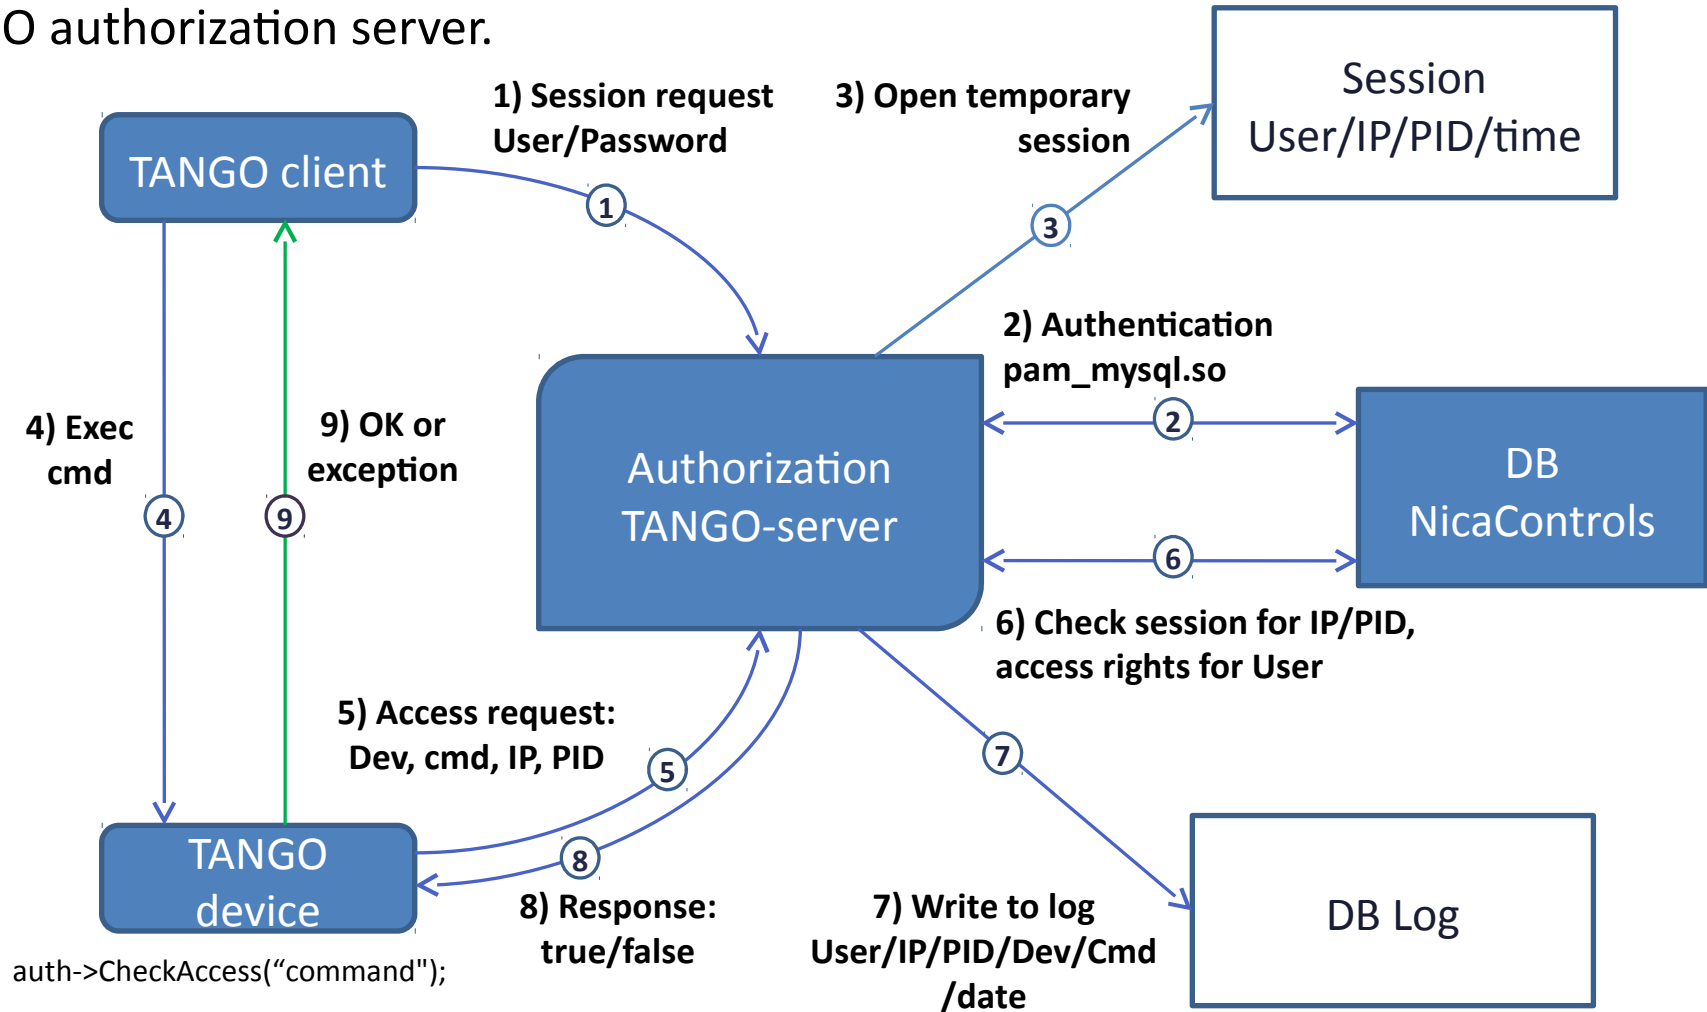 O authorization server.
1) Session request
User/Password
3) Open temporary
session
Session
User/IP/PID/time
TANGO client
1
3
2) Authentication
pam_mysql.so
2
4) Exec
cmd
9) OK or
exception
4
9
Authorization
TANGO-server
DB
NicaControls
6
6) Check session for IP/PID,
access rights for User
5) Access request:
Dev, cmd, IP, PID
5
7
TANGO
device
8
8) Response:
true/false
7) Write to log
User/IP/PID/Dev/Cmd
/date
DB Log
auth->CheckAccess(“command");